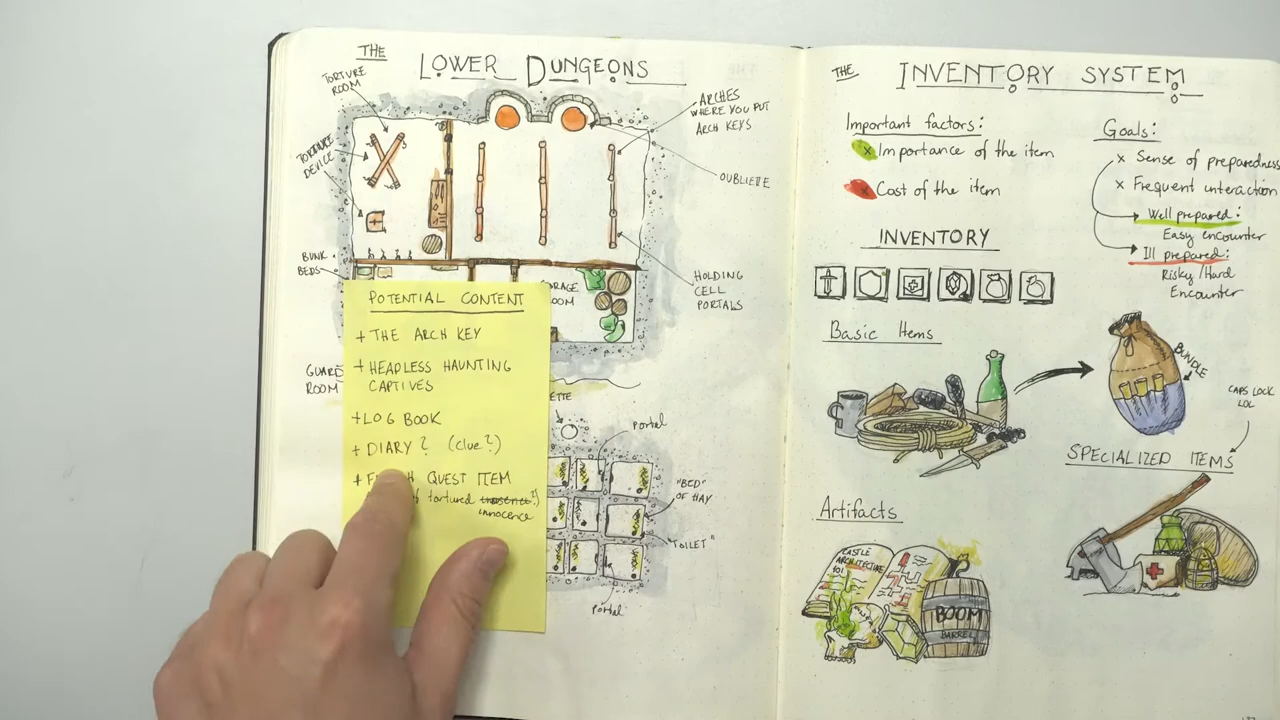 THE
LOWER DUNGEONS
TORTURE
ROOM
TORTURE
DEVICE
BUNK
BEDS
GUARD
ROOM
ARCHES
WHERE YOU PUT
ARCH KEYS
OUBLIETTE
HOLDING
CELL
PORTALS
ROOM
POTENTIAL CONTENT
+ THE ARCH KEY
+ HEADLESS HAUNTING
CAPTIVES
+ LOG BOOK
+ DIARY? (clue?)
+ QUEST ITEM
tortured
innocence
ETTE
Portal
"BED"
OF HAY
"TOILET"
Portal
THE
INVENTORY SYSTEM
Important factors:
x Importance of the item
x Cost of the item
Goals:
x Sense of preparedness
x Frequent interaction
Well prepared:
Easy encounter
Ill prepared:
Risky/Hard
Encounter
INVENTORY
Basic Items
BUNDLE
CAPS LOCK
LOL
SPECIALIZED ITEMS
Artifacts
CASTLE
ARCHITECTURE
101
BOOM
BARREL